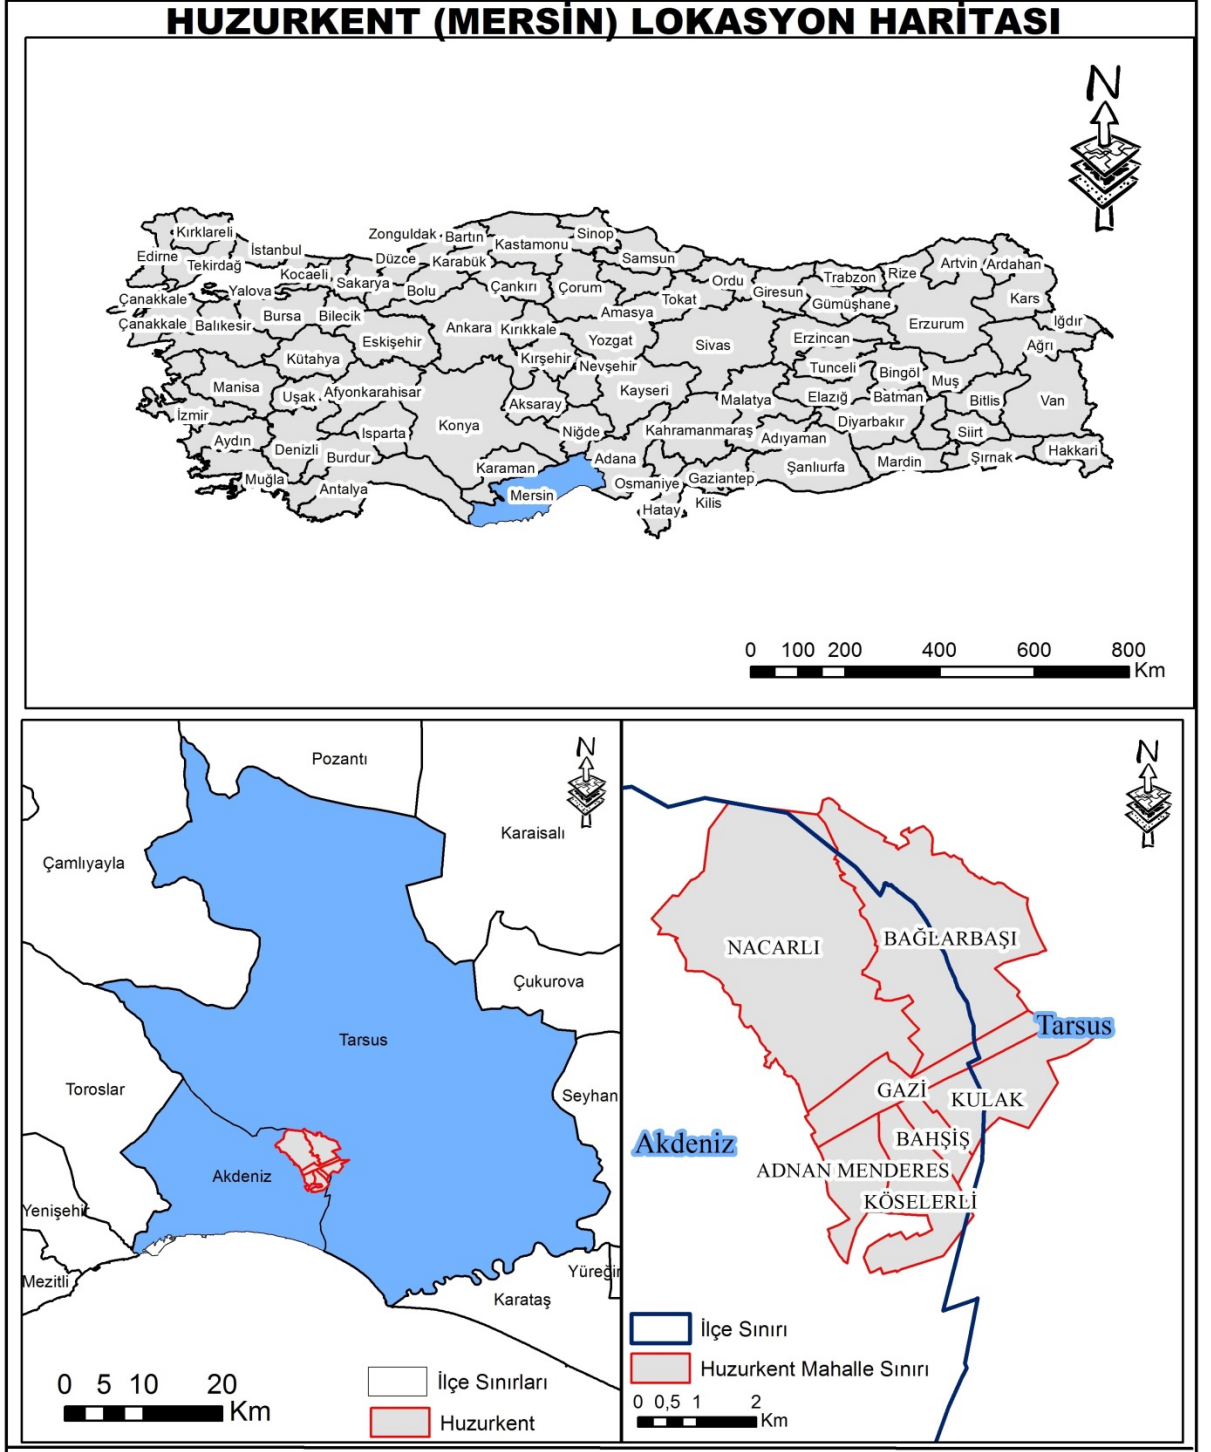 HUZURKENT (MERSİN) LOKASYON HARİTASI
N
Kırklareli
Edirne
Tekirdağ
İstanbul
Kocaeli
Yalova
Sakarya
Zonguldak
Düzce
Bartın
Karabük
Bolu
Kastamonu
Sinop
Çankırı
Çorum
Samsun
Amasya
Tokat
Ordu
Giresun
Trabzon
Gümüşhane
Rize
Artvin
Ardahan
Kars
Iğdır
Çanakkale
Çanakkale
Balıkesir
Bursa
Bilecik
Kütahya
Eskişehir
Ankara
Kırıkkale
Kırşehir
Yozgat
Nevşehir
Sivas
Erzincan
Erzurum
Ağrı
Tunceli
Bingöl
Muş
Manisa
Uşak
Afyonkarahisar
Aksaray
Kayseri
Malatya
Elazığ
Batman
Bitlis
Van
İzmir
Aydın
Denizli
Isparta
Burdur
Konya
Niğde
Kahramanmaraş
Adıyaman
Diyarbakır
Siirt
Şırnak
Hakkari
Muğla
Antalya
Karaman
Mersin
Adana
Osmaniye
Gaziantep
Kilis
Hatay
Şanlıurfa
Mardin
0 100 200 400 600 800
Km
N
Pozantı
Karaisalı
Çamlıyayla
Çukurova
Tarsus
Toroslar
Seyhan
Akdeniz
Yenişehir
Mezitli
Yüreğir
Karataş
0 5 10 20
Km
İlçe Sınırları
Huzurkent
N
NACARLI
BAĞLARBAŞI
Tarsus
GAZİ
KULAK
BAHŞİŞ
Akdeniz
ADNAN MENDERES
KÖSELERLİ
İlçe Sınırı
Huzurkent Mahalle Sınırı
0 0,5 1 2
Km